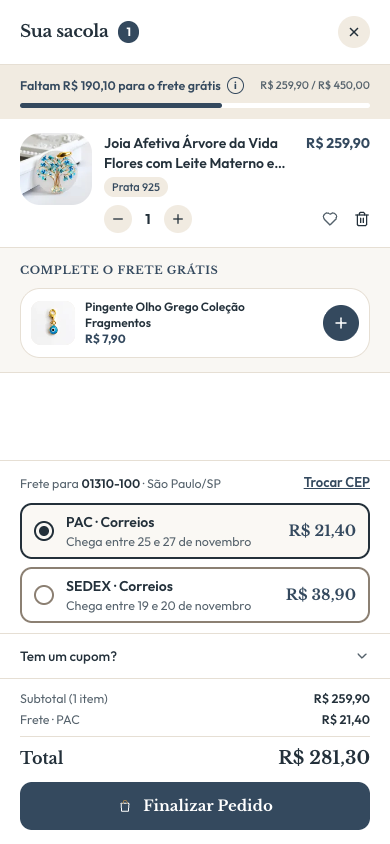 Sua sacola 1
Faltam R$ 190,10 para o frete grátis i R$ 259,90 / R$ 450,00
Joia Afetiva Árvore da Vida R$ 259,90
Flores com Leite Materno e...
Prata 925
− 1 +
COMPLETE O FRETE GRÁTIS
Pingente Olho Grego Coleção
Fragmentos
R$ 7,90
Frete para 01310-100 · São Paulo/SP Trocar CEP
PAC · Correios R$ 21,40
Chega entre 25 e 27 de novembro
SEDEX · Correios R$ 38,90
Chega entre 19 e 20 de novembro
Tem um cupom?
Subtotal (1 item) R$ 259,90
Frete · PAC R$ 21,40
Total R$ 281,30
Finalizar Pedido